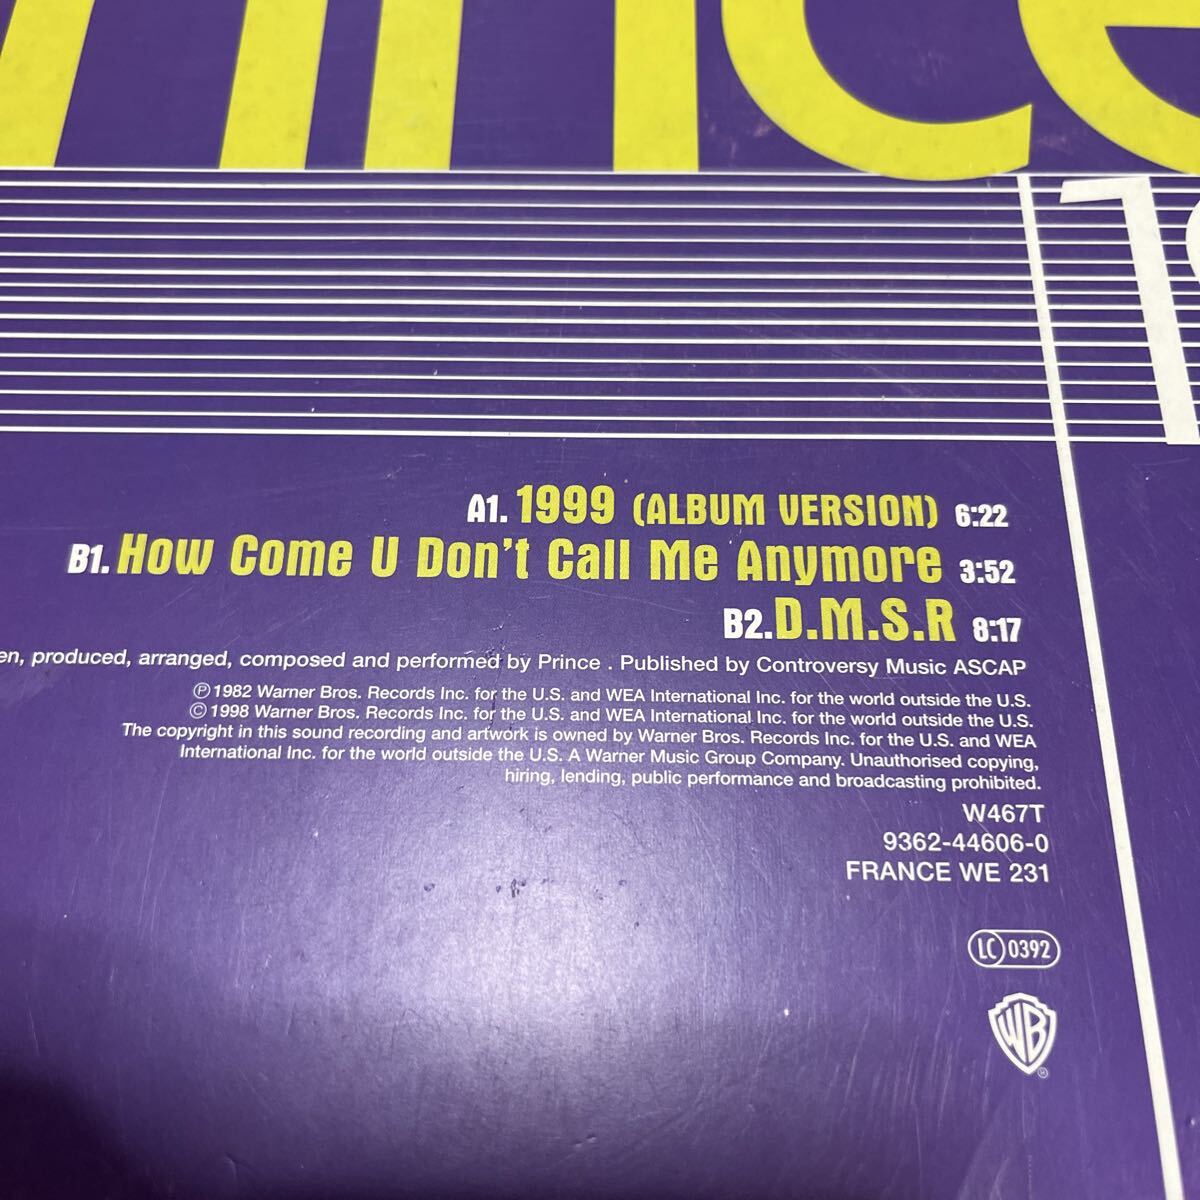 A1. 1999 (ALBUM VERSION) 6:22
B1. How Come U Don't Call Me Anymore 3:52
B2. D.M.S.R 8:17
produced, arranged, composed and performed by Prince . Published by Controversy Music ASCAP
℗ 1982 Warner Bros. Records Inc. for the U.S. and WEA International Inc. for the world outside the U.S.
© 1998 Warner Bros. Records Inc. for the U.S. and WEA International Inc. for the world outside the U.S.
The copyright in this sound recording and artwork is owned by Warner Bros. Records Inc. for the U.S. and WEA
International Inc. for the world outside the U.S. A Warner Music Group Company. Unauthorised copying,
hiring, lending, public performance and broadcasting prohibited.
W467T
9362-44606-0
FRANCE WE 231
LC 0392
WB
®